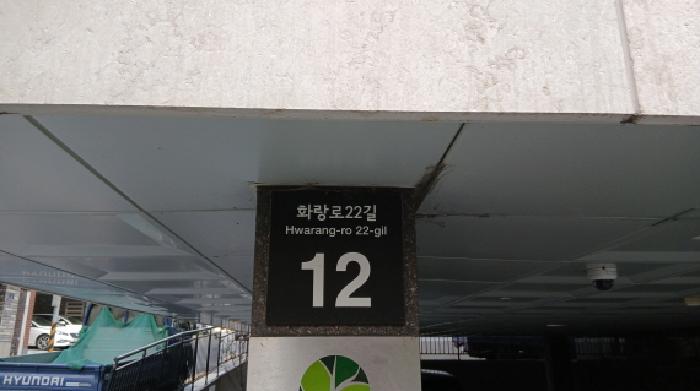 화랑로22길
Hwarang-ro 22-gil
12
HYUNDAI